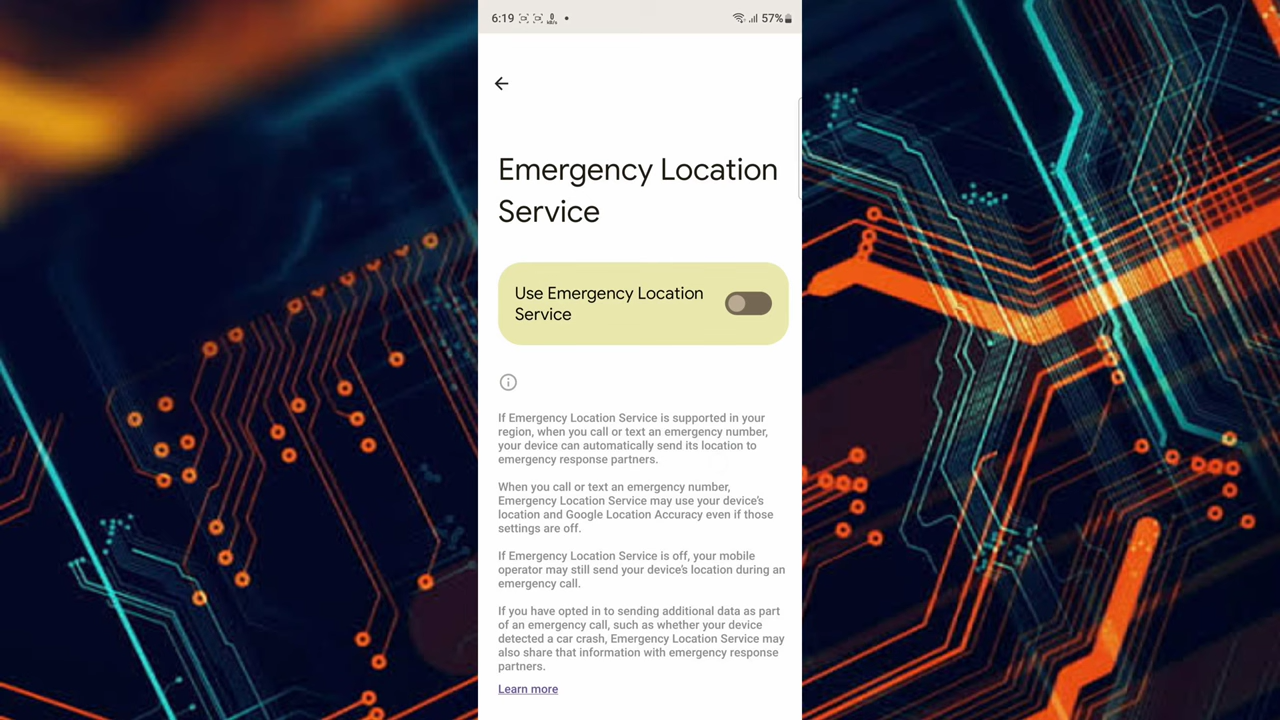 6:19 57%
Emergency Location
Service
Use Emergency Location
Service
If Emergency Location Service is supported in your
region, when you call or text an emergency number,
your device can automatically send its location to
emergency response partners.
When you call or text an emergency number,
Emergency Location Service may use your device's
location and Google Location Accuracy even if those
settings are off.
If Emergency Location Service is off, your mobile
operator may still send your device's location during an
emergency call.
If you have opted in to sending additional data as part
of an emergency call, such as whether your device
detected a car crash, Emergency Location Service may
also share that information with emergency response
partners.
Learn more